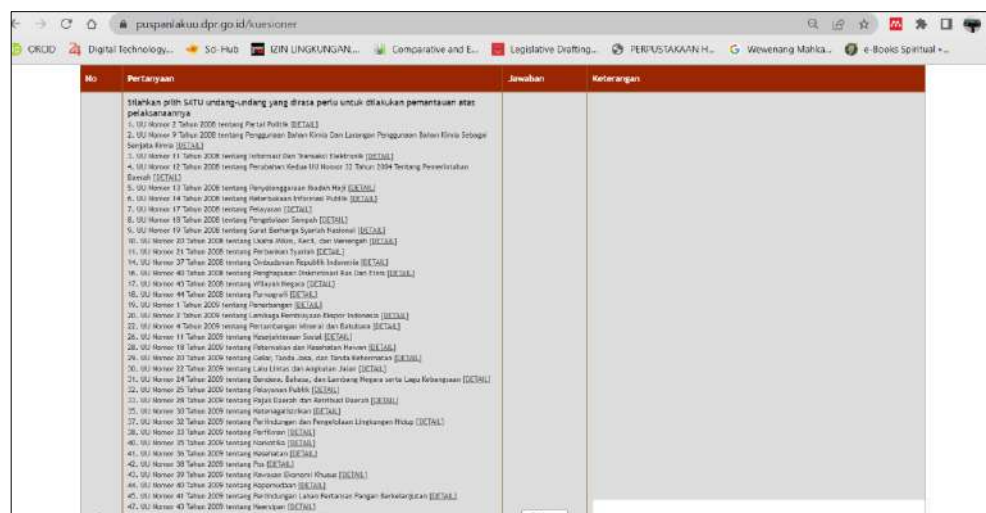 puspanlakuu.dpr.go.id/kuesioner
ORCID Digital Technology... Sci-Hub IZIN LINGKUNGAN... Comparative and E... Legislative Drafting... PERPUSTAKAAN H... Wewenang Mahka... e-Books Spiritual +...
No Pertanyaan Jawaban Keterangan
Silahkan pilih SATU undang-undang yang dirasa perlu untuk dilakukan pemantauan atas
pelaksanaannya
1. UU Nomor 2 Tahun 2008 tentang Partai Politik [DETAIL]
2. UU Nomor 9 Tahun 2008 tentang Penggunaan Bahan Kimia Dan Larangan Penggunaan Bahan Kimia Sebagai
Senjata Kimia [DETAIL]
3. UU Nomor 11 Tahun 2008 tentang Informasi Dan Transaksi Elektronik [DETAIL]
4. UU Nomor 12 Tahun 2008 tentang Perubahan Kedua UU Nomor 32 Tahun 2004 Tentang Pemerintahan
Daerah [DETAIL]
5. UU Nomor 13 Tahun 2008 tentang Penyelenggaraan Ibadah Haji [DETAIL]
6. UU Nomor 14 Tahun 2008 tentang Keterbukaan Informasi Publik [DETAIL]
7. UU Nomor 17 Tahun 2008 tentang Pelayaran [DETAIL]
8. UU Nomor 18 Tahun 2008 tentang Pengelolaan Sampah [DETAIL]
9. UU Nomor 19 Tahun 2008 tentang Surat Berharga Syariah Nasional [DETAIL]
10. UU Nomor 20 Tahun 2008 tentang Usaha Mikro, Kecil, dan Menengah [DETAIL]
11. UU Nomor 21 Tahun 2008 tentang Perbankan Syariah [DETAIL]
14. UU Nomor 37 Tahun 2008 tentang Ombudsman Republik Indonesia [DETAIL]
16. UU Nomor 40 Tahun 2008 tentang Penghapusan Diskriminasi Ras Dan Etnis [DETAIL]
17. UU Nomor 43 Tahun 2008 tentang Wilayah Negara [DETAIL]
18. UU Nomor 44 Tahun 2008 tentang Pornografi [DETAIL]
19. UU Nomor 1 Tahun 2009 tentang Penerbangan [DETAIL]
20. UU Nomor 2 Tahun 2009 tentang Lembaga Pembiayaan Ekspor Indonesia [DETAIL]
22. UU Nomor 4 Tahun 2009 tentang Pertambangan Mineral dan Batubara [DETAIL]
26. UU Nomor 11 Tahun 2009 tentang Kesejahteraan Sosial [DETAIL]
28. UU Nomor 18 Tahun 2009 tentang Peternakan dan Kesehatan Hewan [DETAIL]
29. UU Nomor 20 Tahun 2009 tentang Gelar, Tanda Jasa, dan Tanda Kehormatan [DETAIL]
30. UU Nomor 22 Tahun 2009 tentang Lalu Lintas dan Angkutan Jalan [DETAIL]
31. UU Nomor 24 Tahun 2009 tentang Bendera, Bahasa, dan Lambang Negara serta Lagu Kebangsaan [DETAIL]
32. UU Nomor 25 Tahun 2009 tentang Pelayanan Publik [DETAIL]
33. UU Nomor 28 Tahun 2009 tentang Pajak Daerah dan Retribusi Daerah [DETAIL]
35. UU Nomor 30 Tahun 2009 tentang Ketenagalistrikan [DETAIL]
37. UU Nomor 32 Tahun 2009 tentang Perlindungan dan Pengelolaan Lingkungan Hidup [DETAIL]
38. UU Nomor 33 Tahun 2009 tentang Perfilman [DETAIL]
40. UU Nomor 35 Tahun 2009 tentang Narkotika [DETAIL]
41. UU Nomor 36 Tahun 2009 tentang Kesehatan [DETAIL]
42. UU Nomor 38 Tahun 2009 tentang Pos [DETAIL]
43. UU Nomor 39 Tahun 2009 tentang Kawasan Ekonomi Khusus [DETAIL]
44. UU Nomor 40 Tahun 2009 tentang Kepemudaan [DETAIL]
45. UU Nomor 41 Tahun 2009 tentang Perlindungan Lahan Pertanian Pangan Berkelanjutan [DETAIL]
47. UU Nomor 43 Tahun 2009 tentang Kearsipan [DETAIL]